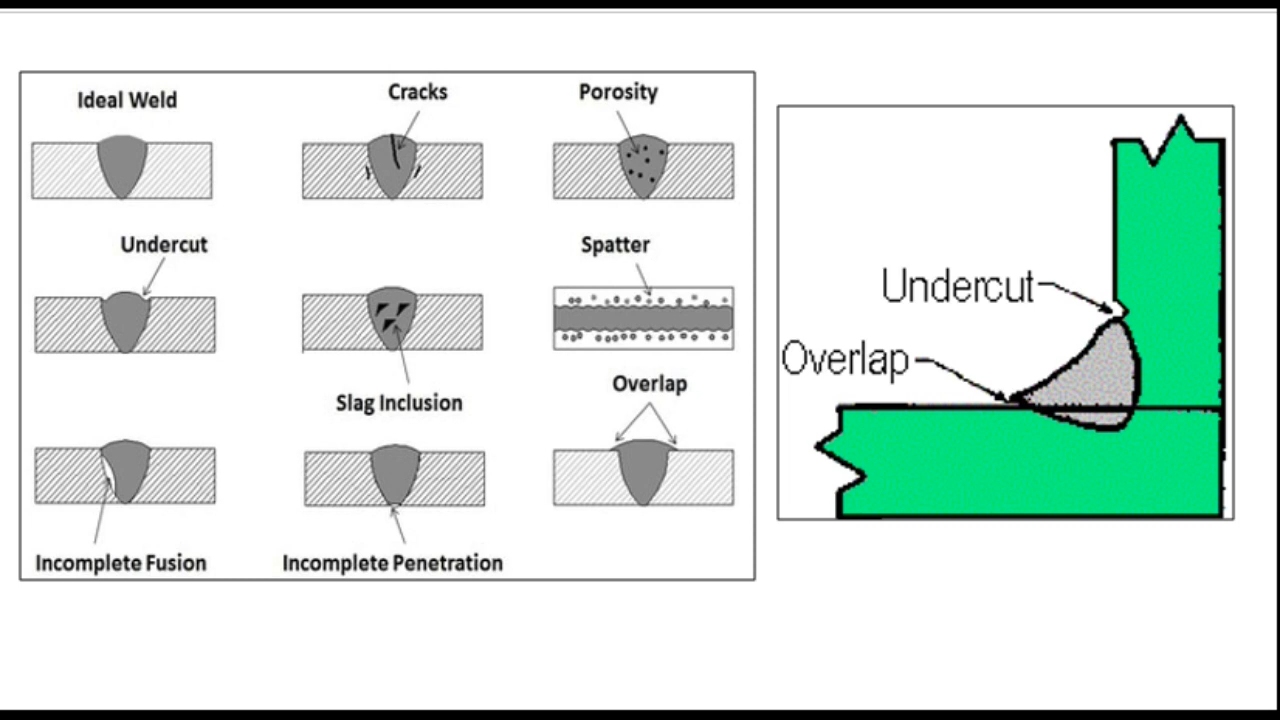 Ideal Weld
Cracks
Porosity
Undercut
Spatter
Slag Inclusion
Overlap
Incomplete Fusion
Incomplete Penetration
Undercut
Overlap